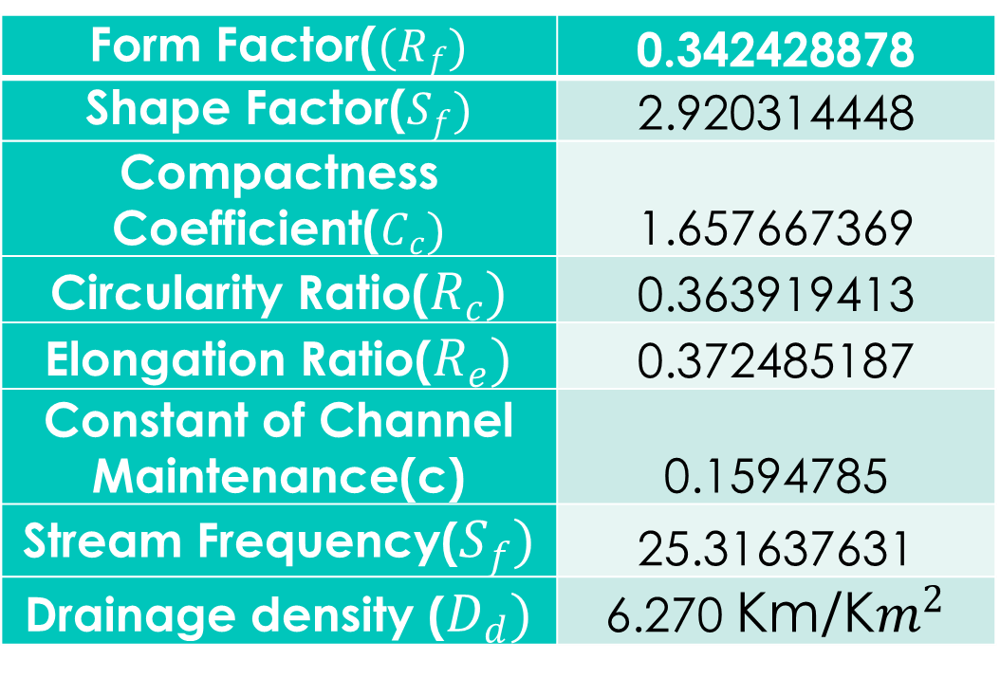 Form Factor((R_f) 0.342428878
Shape Factor(S_f) 2.920314448
Compactness
Coefficient(C_c) 1.657667369
Circularity Ratio(R_c) 0.363919413
Elongation Ratio(R_e) 0.372485187
Constant of Channel
Maintenance(c) 0.1594785
Stream Frequency(S_f) 25.31637631
Drainage density (D_d) 6.270 Km/Km²